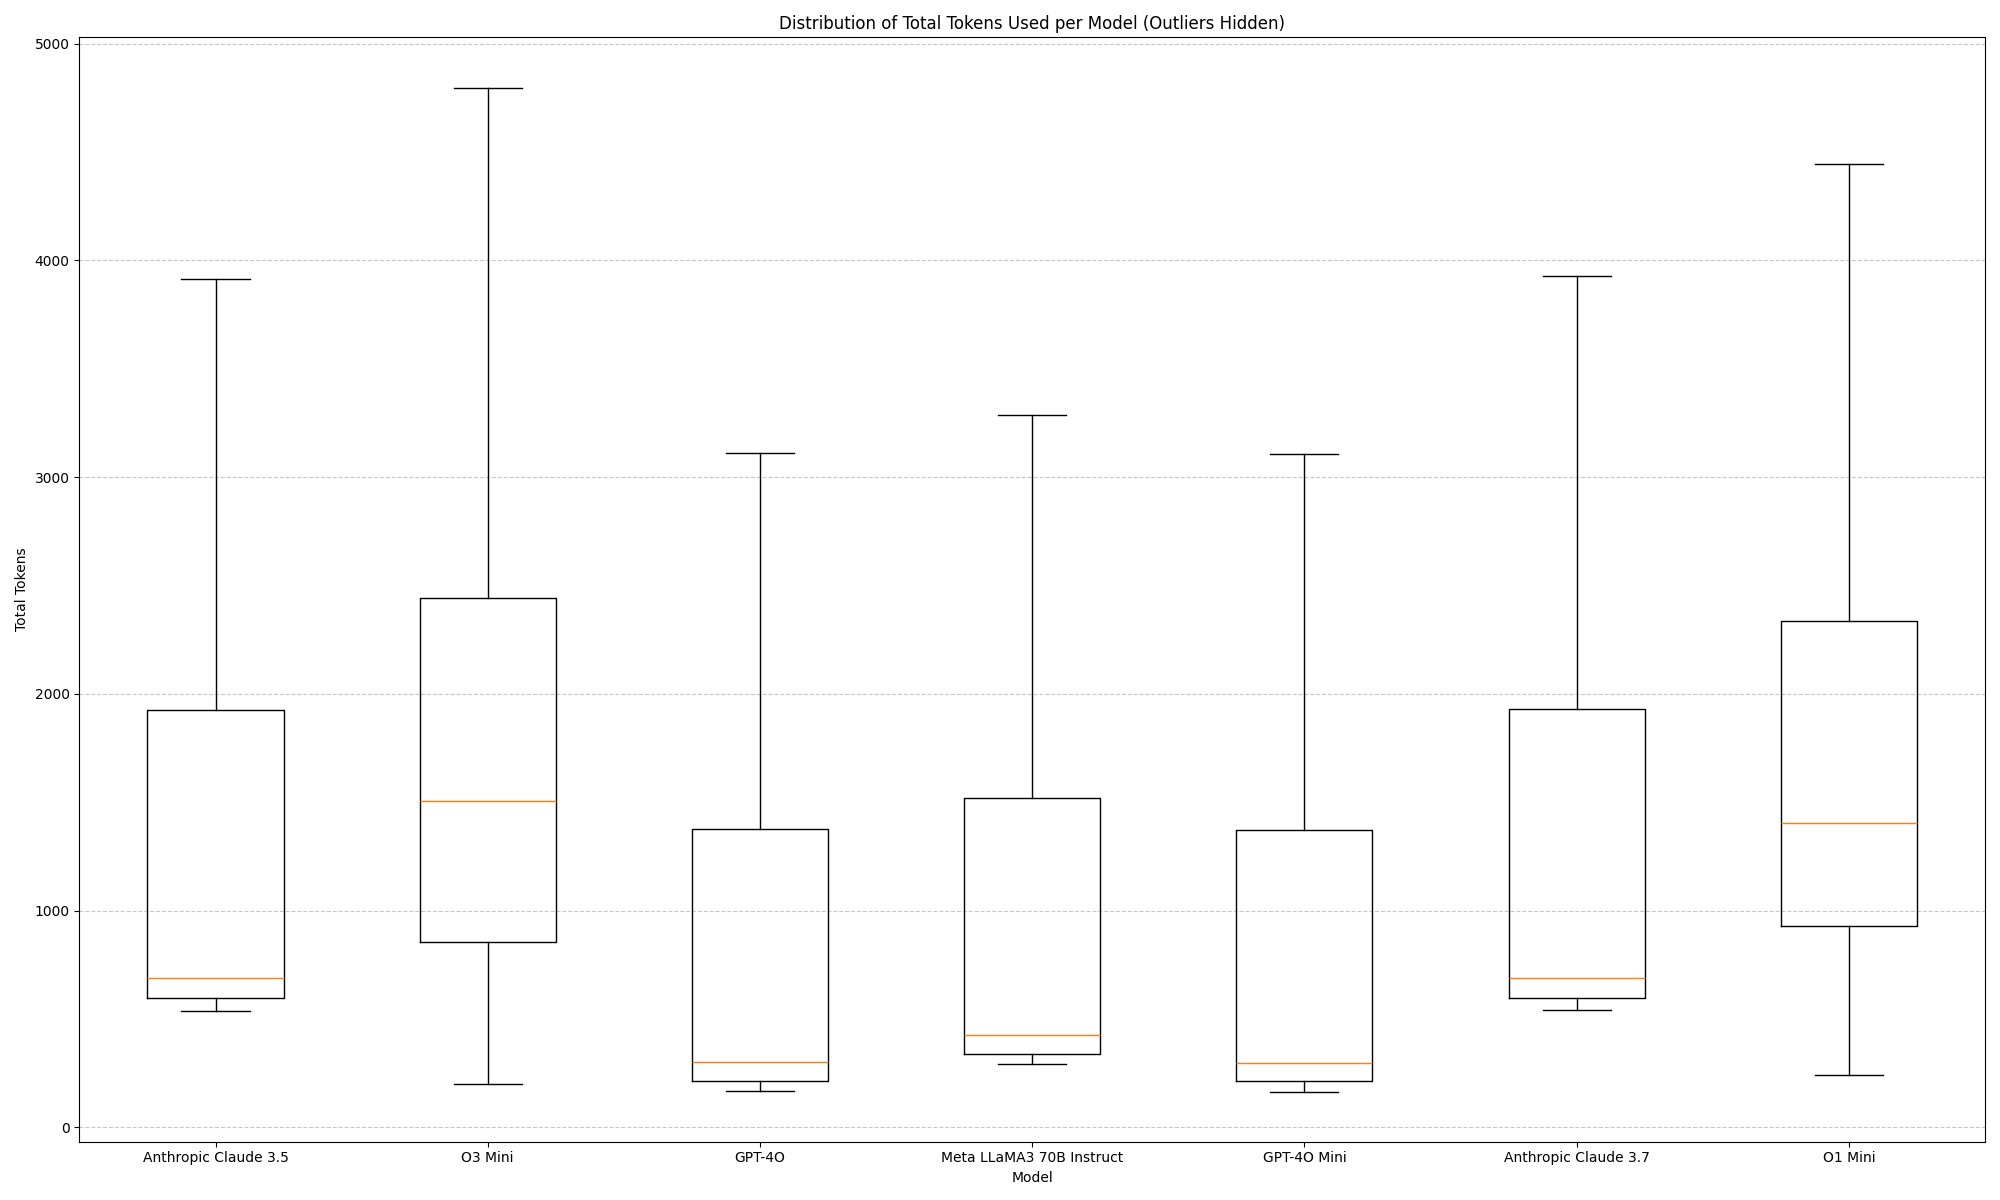 Distribution of Total Tokens Used per Model (Outliers Hidden)
5000
4000
3000
2000
1000
0
Total Tokens
Anthropic Claude 3.5
O3 Mini
GPT-4O
Meta LLaMA3 70B Instruct
GPT-4O Mini
Anthropic Claude 3.7
O1 Mini
Model